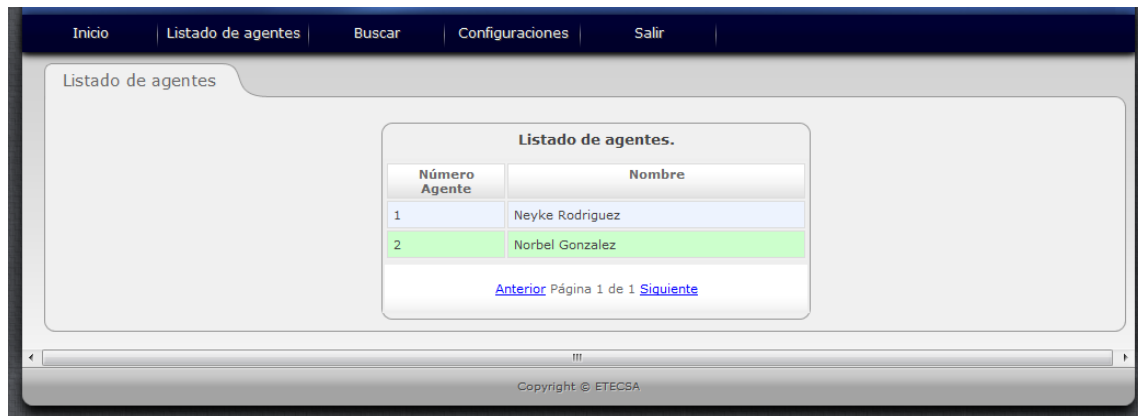 Inicio Listado de agentes Buscar Configuraciones Salir
Listado de agentes
Listado de agentes.
Número Agente Nombre
1 Neyke Rodriguez
2 Norbel Gonzalez
Anterior Página 1 de 1 Siguiente
Copyright © ETECSA